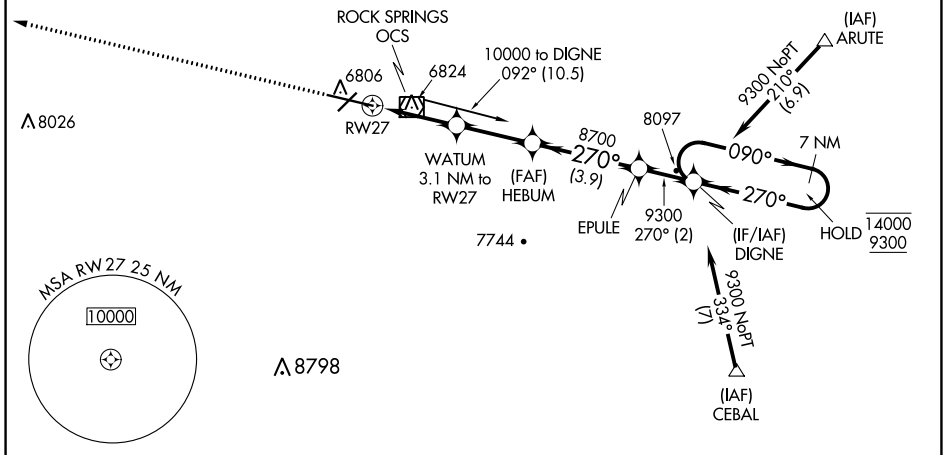 ROCK SPRINGS
OCS
10000 to DIGNE
092° (10.5)
(IAF)
ARUTE
9300 NoPT
210°
(6.9)
6806
6824
8026
RW27
8097
7 NM
8700
090°
270°
(3.9)
WATUM
3.1 NM to
RW27
(FAF)
HEBUM
270°
EPULE
9300
270° (2)
(IF/IAF)
DIGNE
HOLD
14000
9300
7744
MSA RW 27 25 NM
10000
9300 NoPT
334°
(7)
8798
(IAF)
CEBAL